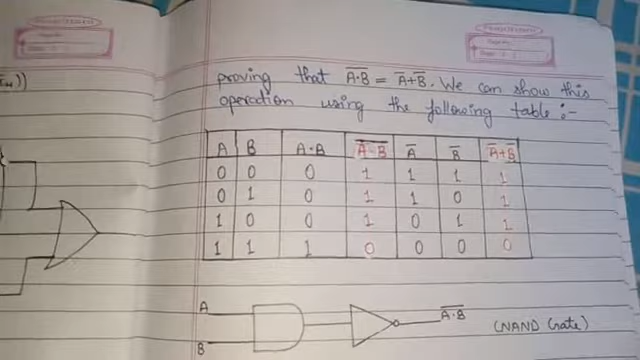 proving that A̅·̅B̅ = A̅+B̅. We can show this
operation using the following table :-
A B A·B A̅·̅B̅ A̅ B̅ A̅+B̅
0 0 0 1 1 1 1
0 1 0 1 1 0 1
1 0 0 1 0 1 1
1 1 1 0 0 0 0
A
A̅·̅B̅
(NAND Gate)
B